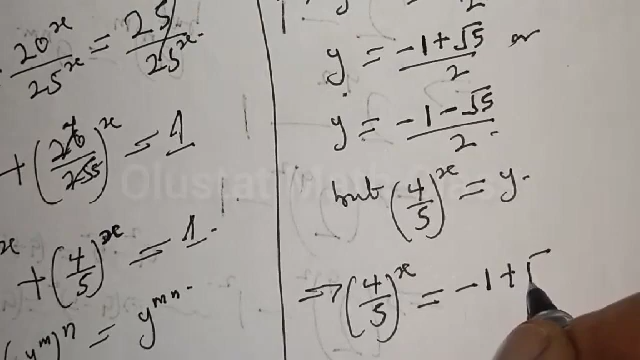 20^x/25^x = 25^x/25^x.
+ (20/25)^x = 1
x + (4/5)^x = 1.
y^m)^n = y^mn.
y = -1+√5/2 or
y = -1-√5/2.
but (4/5)^x = y.
⇒ (4/5)^x = -1+√